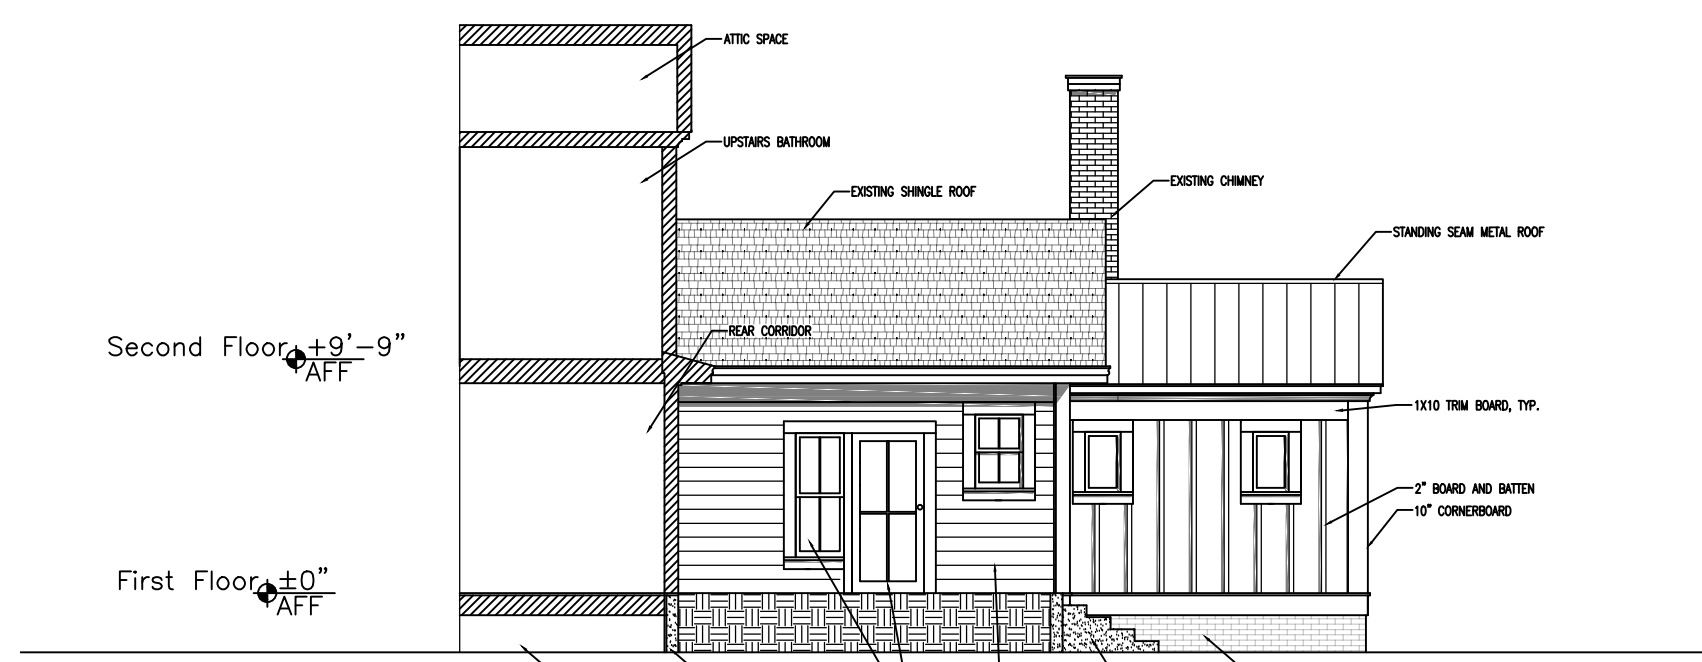 ATTIC SPACE
UPSTAIRS BATHROOM
EXISTING SHINGLE ROOF
EXISTING CHIMNEY
STANDING SEAM METAL ROOF
REAR CORRIDOR
Second Floor +9'-9"
AFF
1X10 TRIM BOARD, TYP.
2" BOARD AND BATTEN
10" CORNERBOARD
First Floor ±0"
AFF